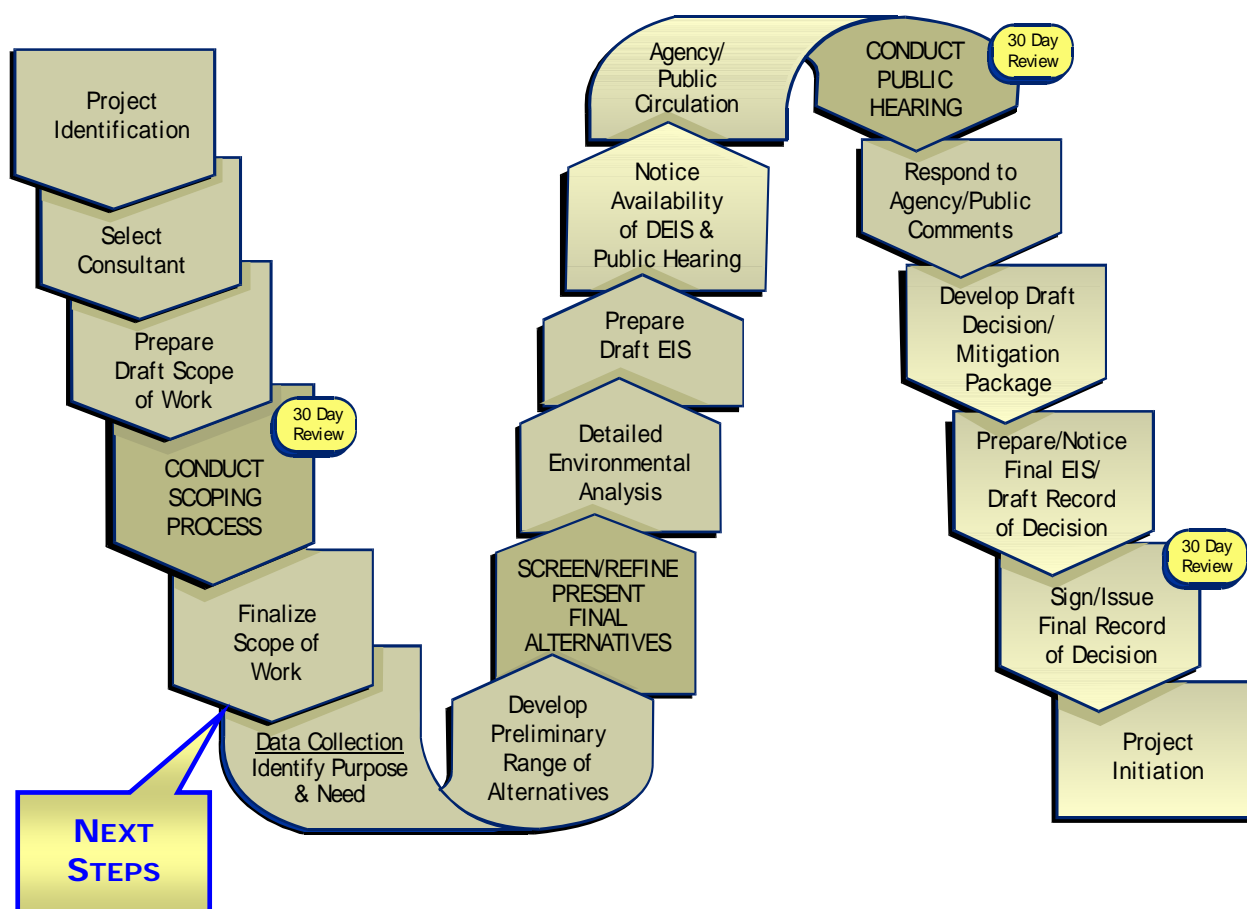 Project
Identification
Select
Consultant
Prepare
Draft Scope
of Work
30 Day
Review
CONDUCT
SCOPING
PROCESS
Finalize
Scope of
Work
Data Collection
Identify Purpose
& Need
NEXT
STEPS
Develop
Preliminary
Range of
Alternatives
SCREEN/REFINE
PRESENT
FINAL
ALTERNATIVES
Detailed
Environmental
Analysis
Prepare
Draft EIS
Notice
Availability
of DEIS &
Public Hearing
Agency/
Public
Circulation
CONDUCT
PUBLIC
HEARING
30 Day
Review
Respond to
Agency/Public
Comments
Develop Draft
Decision/
Mitigation
Package
Prepare/Notice
Final EIS/
Draft Record
of Decision
30 Day
Review
Sign/Issue
Final Record
of Decision
Project
Initiation